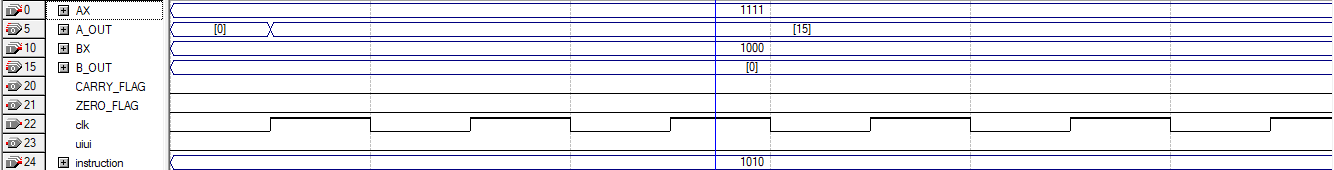 0 AX 1111
5 A_OUT [0] [15]
10 BX 1000
15 B_OUT [0]
20 CARRY_FLAG
21 ZERO_FLAG
22 clk
23 uiui
24 instruction 1010